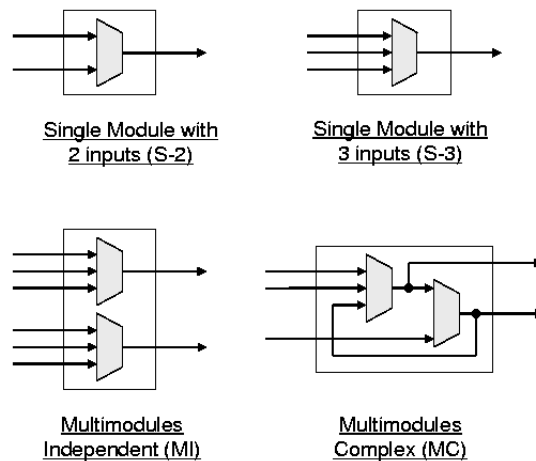 Single Module with
2 inputs (S-2)
Single Module with
3 inputs (S-3)
Multimodules
Independent (MI)
Multimodules
Complex (MC)